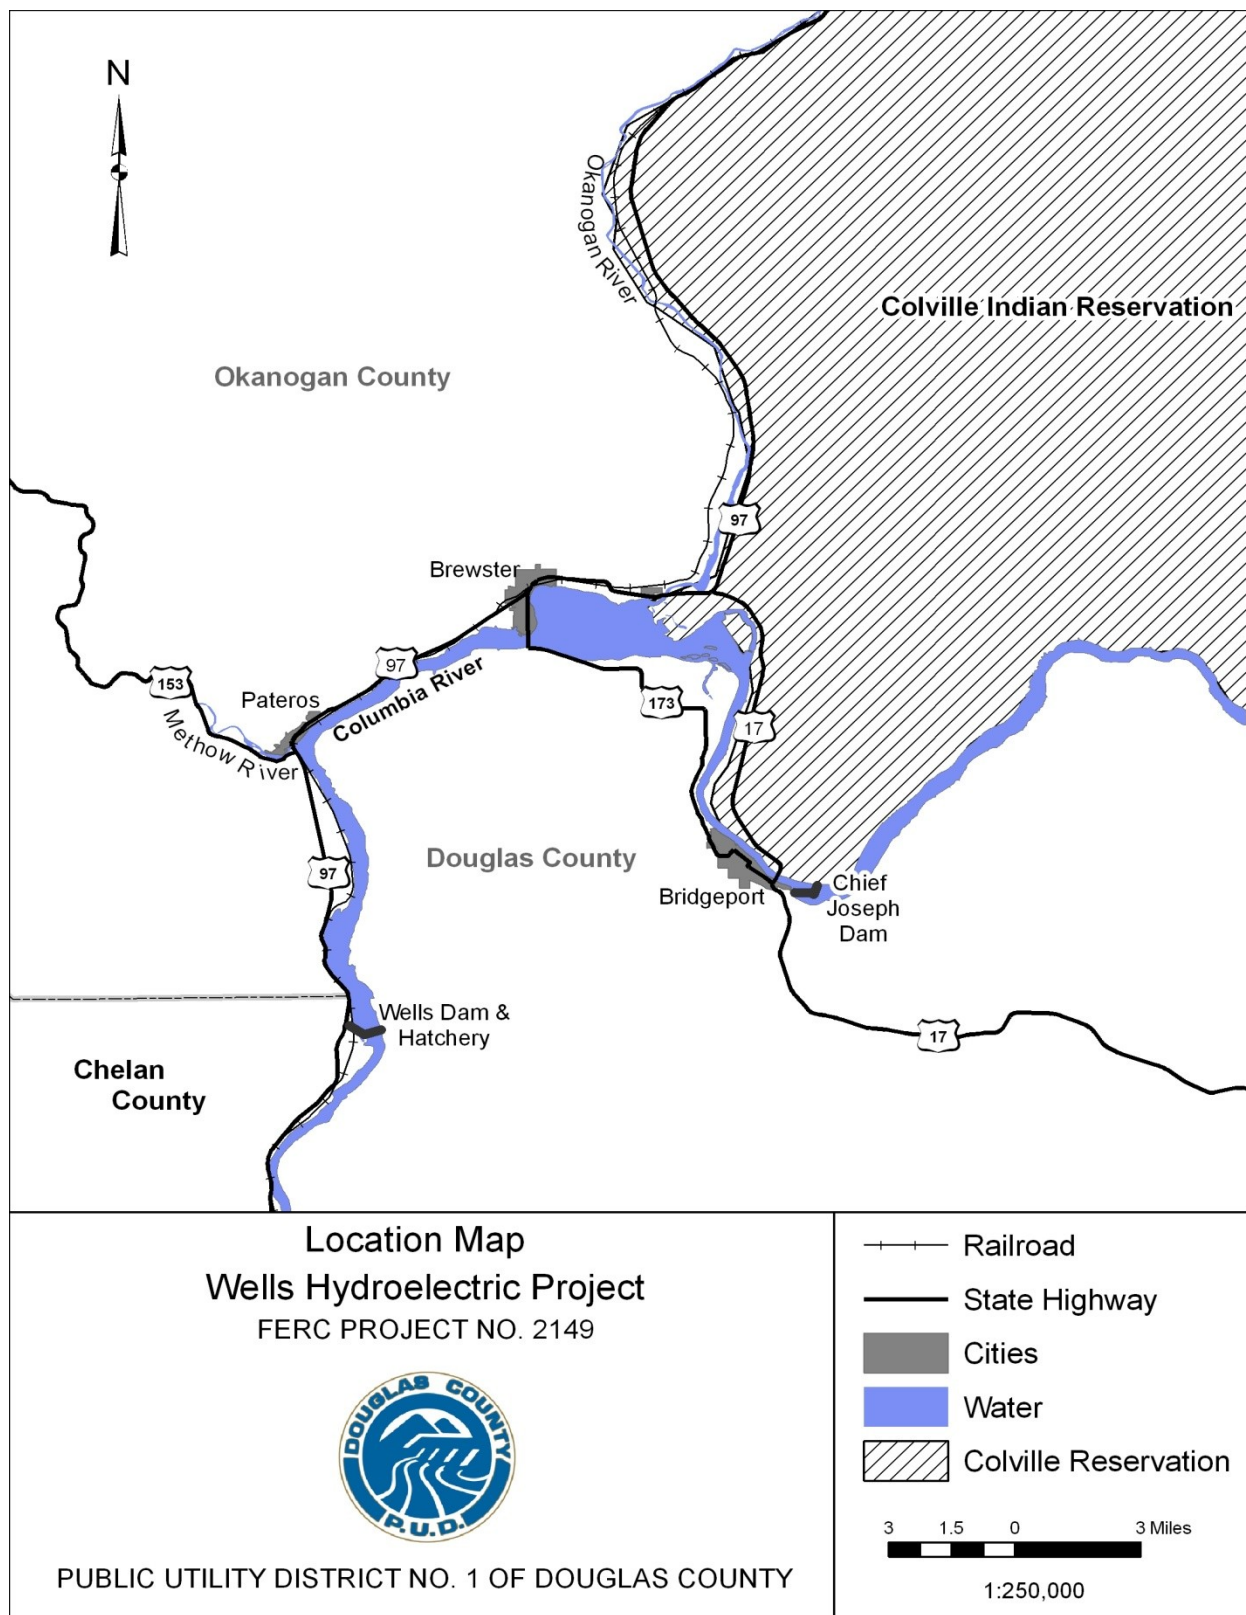 N
Okanogan River
Colville Indian Reservation
Okanogan County
97
Brewster
97
153
Pateros
Columbia River
173
17
Methow River
97
Douglas County
Bridgeport
Chief
Joseph
Dam
Wells Dam &
Hatchery
17
Chelan
County
Location Map
Wells Hydroelectric Project
FERC PROJECT NO. 2149
DOUGLAS COUNTY
P.U.D.
PUBLIC UTILITY DISTRICT NO. 1 OF DOUGLAS COUNTY
Railroad
State Highway
Cities
Water
Colville Reservation
3 1.5 0 3 Miles
1:250,000